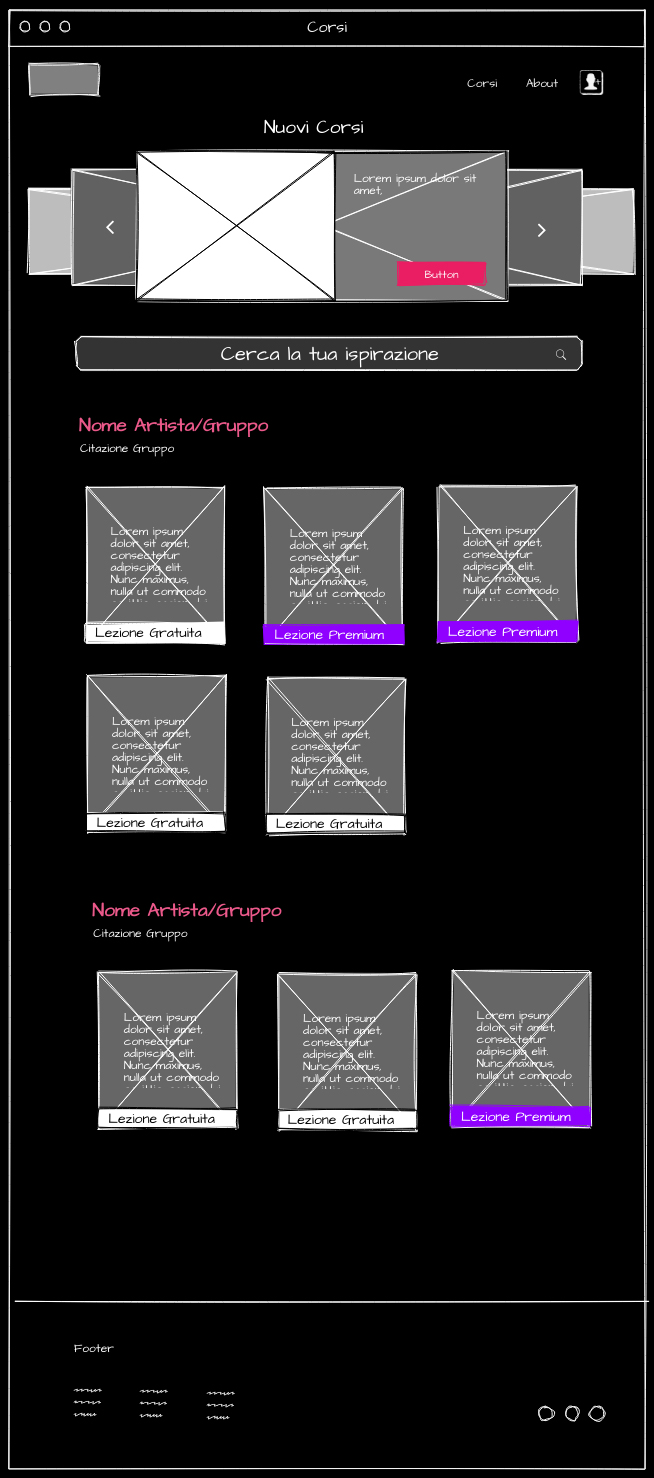 Corsi
Corsi
About
Nuovi Corsi
Lorem ipsum dolor sit
amet,
Button
Cerca la tua ispirazione
Nome Artista/Gruppo
Citazione Gruppo
Lorem ipsum
dolor sit amet,
consectetur
adipiscing elit.
Nunc maximus,
nulla ut commodo
Lezione Gratuita
Lorem ipsum
dolor sit amet,
consectetur
adipiscing elit.
Nunc maximus,
nulla ut commodo
Lezione Premium
Lorem ipsum
dolor sit amet,
consectetur
adipiscing elit.
Nunc maximus,
nulla ut commodo
Lezione Premium
Lorem ipsum
dolor sit amet,
consectetur
adipiscing elit.
Nunc maximus,
nulla ut commodo
Lezione Gratuita
Lorem ipsum
dolor sit amet,
consectetur
adipiscing elit.
Nunc maximus,
nulla ut commodo
Lezione Gratuita
Nome Artista/Gruppo
Citazione Gruppo
Lorem ipsum
dolor sit amet,
consectetur
adipiscing elit.
Nunc maximus,
nulla ut commodo
Lezione Gratuita
Lorem ipsum
dolor sit amet,
consectetur
adipiscing elit.
Nunc maximus,
nulla ut commodo
Lezione Gratuita
Lorem ipsum
dolor sit amet,
consectetur
adipiscing elit.
Nunc maximus,
nulla ut commodo
Lezione Premium
Footer